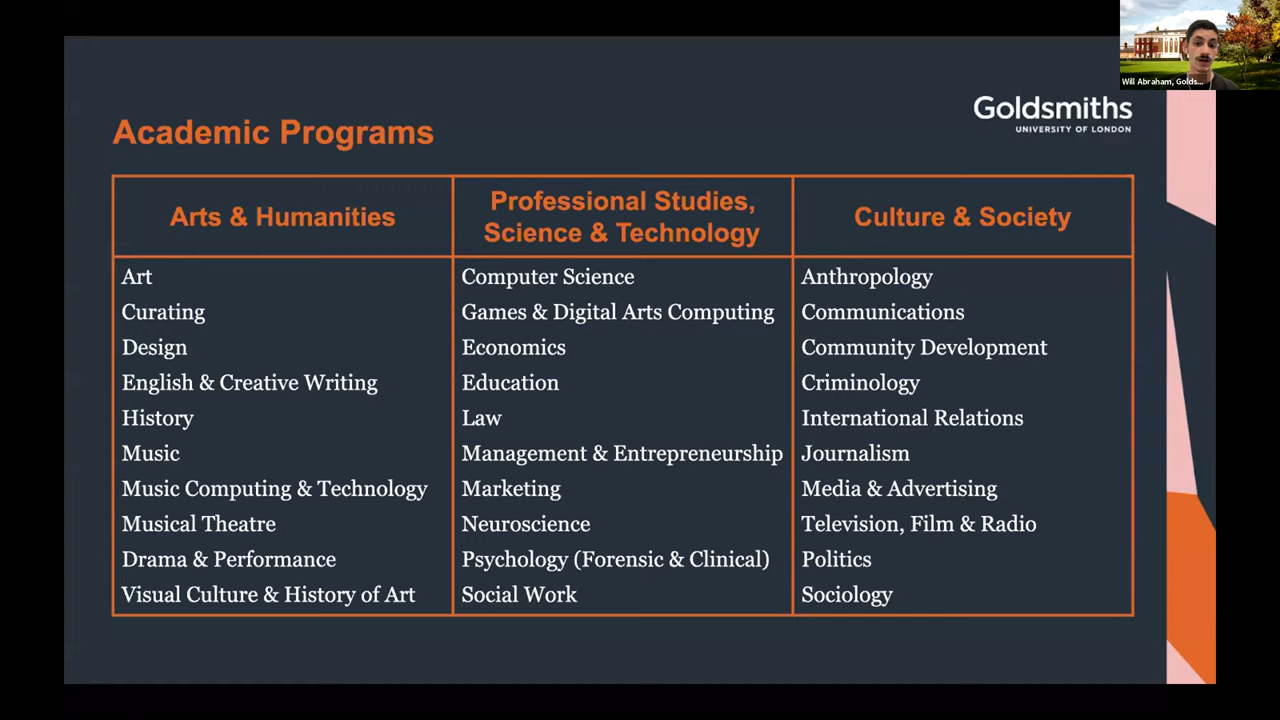 Will Abraham, Golds...
Goldsmiths
UNIVERSITY OF LONDON
Academic Programs
Arts & Humanities
Art
Curating
Design
English & Creative Writing
History
Music
Music Computing & Technology
Musical Theatre
Drama & Performance
Visual Culture & History of Art
Professional Studies,
Science & Technology
Computer Science
Games & Digital Arts Computing
Economics
Education
Law
Management & Entrepreneurship
Marketing
Neuroscience
Psychology (Forensic & Clinical)
Social Work
Culture & Society
Anthropology
Communications
Community Development
Criminology
International Relations
Journalism
Media & Advertising
Television, Film & Radio
Politics
Sociology